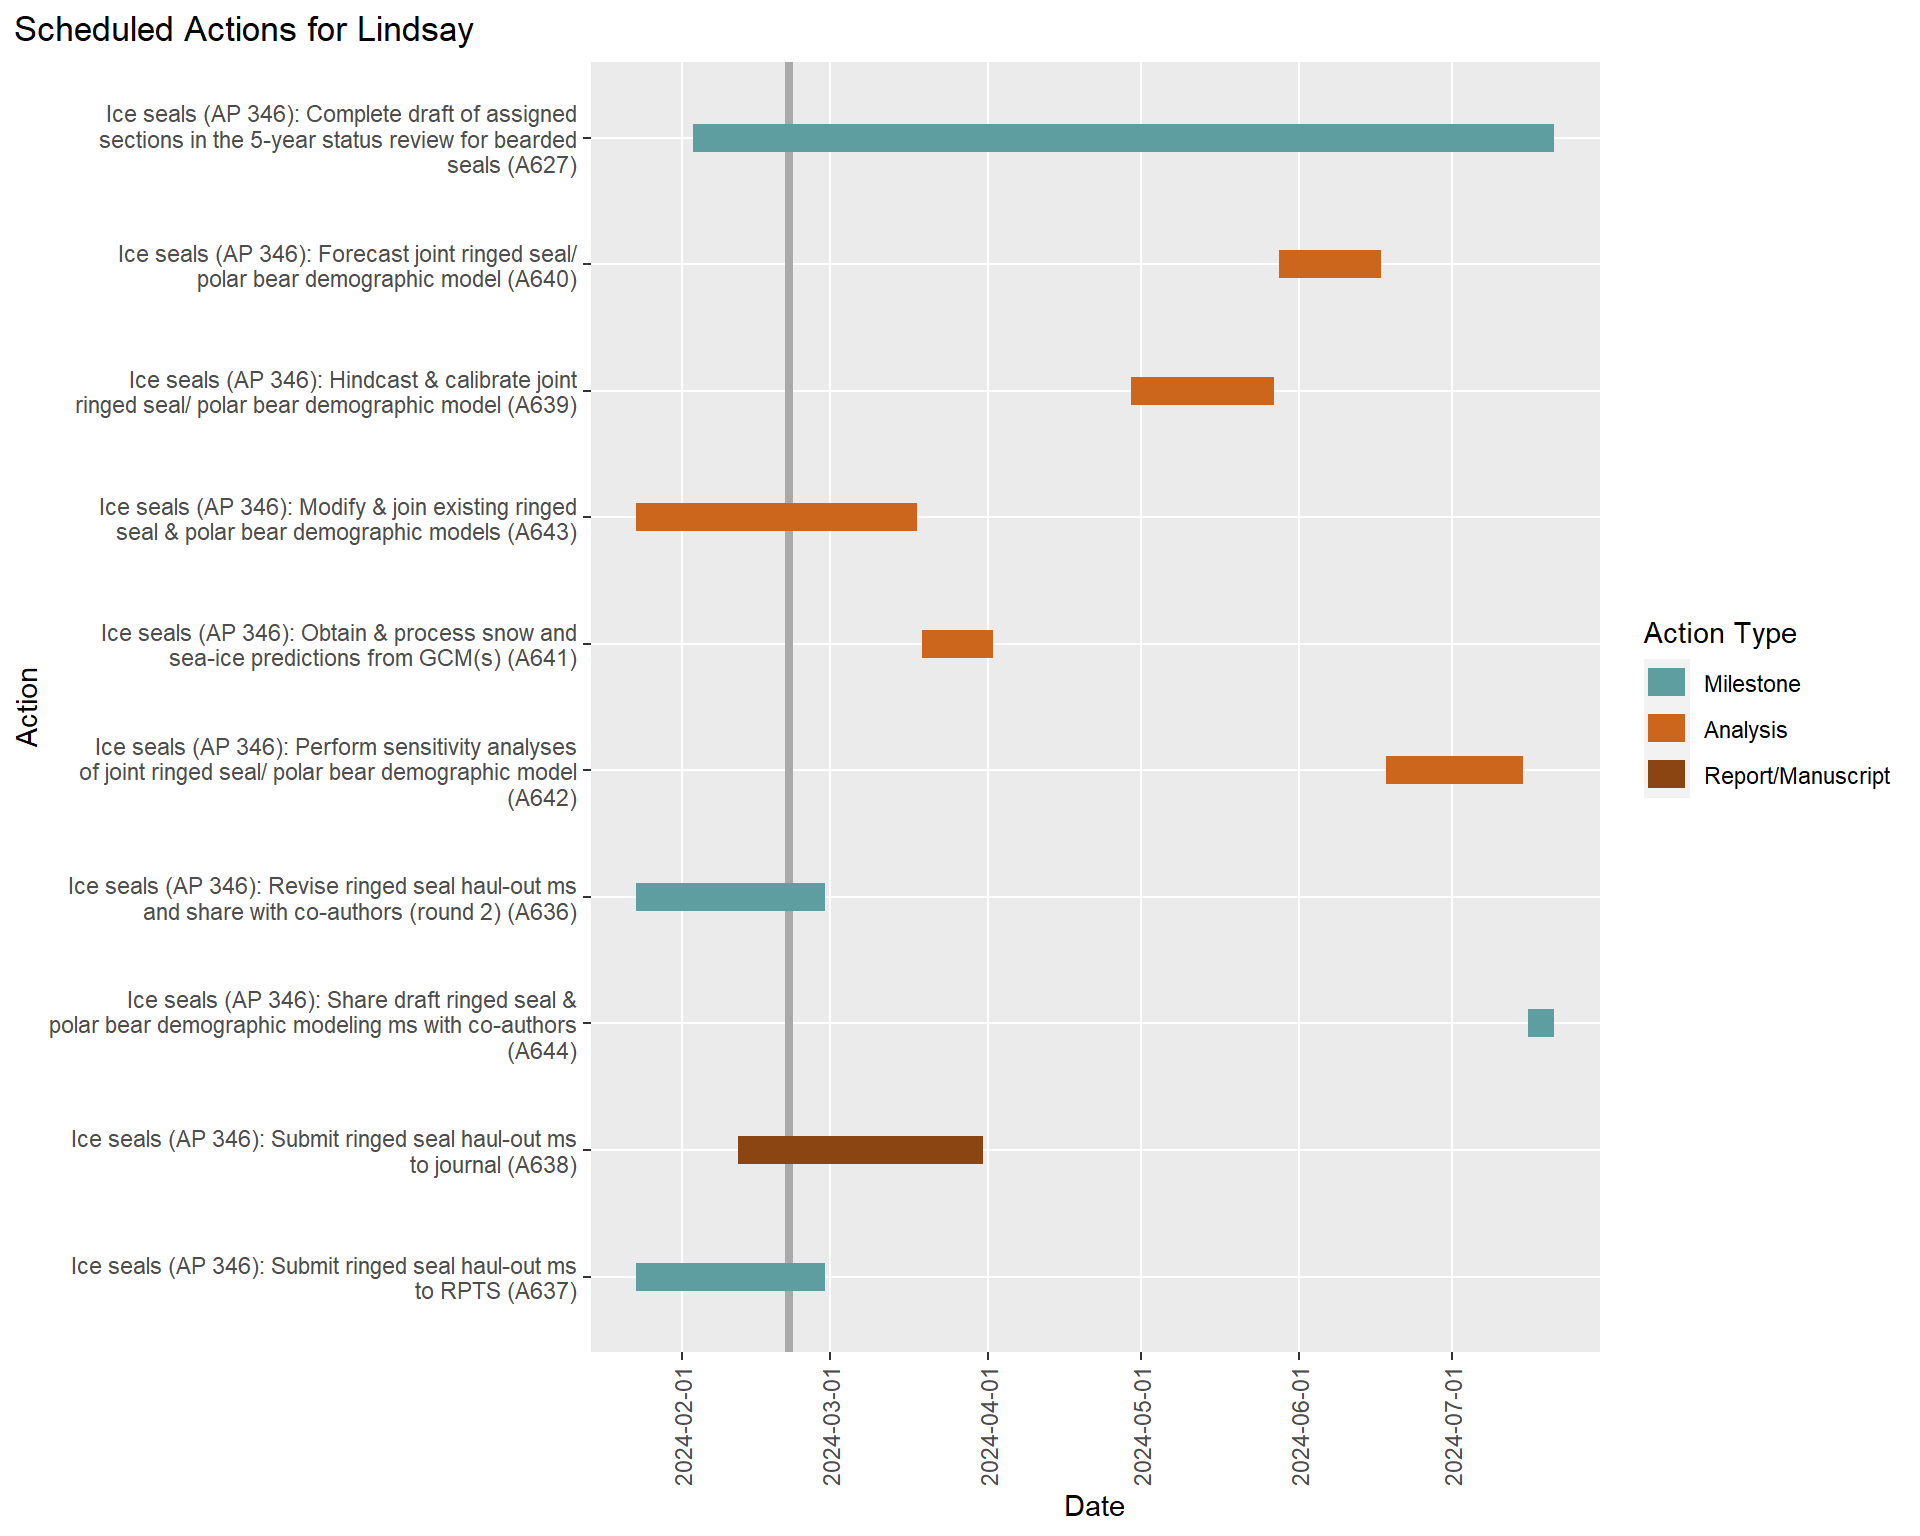 Scheduled Actions for Lindsay
Ice seals (AP 346): Complete draft of assigned
sections in the 5-year status review for bearded
seals (A627)
Ice seals (AP 346): Forecast joint ringed seal/
polar bear demographic model (A640)
Ice seals (AP 346): Hindcast & calibrate joint
ringed seal/ polar bear demographic model (A639)
Ice seals (AP 346): Modify & join existing ringed
seal & polar bear demographic models (A643)
Ice seals (AP 346): Obtain & process snow and
sea-ice predictions from GCM(s) (A641)
Ice seals (AP 346): Perform sensitivity analyses
of joint ringed seal/ polar bear demographic model
(A642)
Ice seals (AP 346): Revise ringed seal haul-out ms
and share with co-authors (round 2) (A636)
Ice seals (AP 346): Share draft ringed seal &
polar bear demographic modeling ms with co-authors
(A644)
Ice seals (AP 346): Submit ringed seal haul-out ms
to journal (A638)
Ice seals (AP 346): Submit ringed seal haul-out ms
to RPTS (A637)
Action
2024-02-01
2024-03-01
2024-04-01
2024-05-01
2024-06-01
2024-07-01
Date
Action Type
Milestone
Analysis
Report/Manuscript